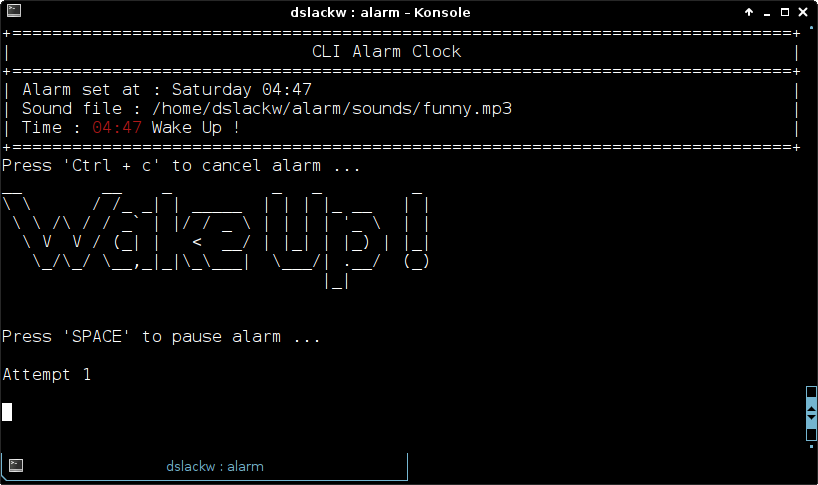 dslackw : alarm – Konsole
+==============================================================================+
|                              CLI Alarm Clock                                 |
+==============================================================================+
| Alarm set at : Saturday 04:47                                                |
| Sound file : /home/dslackw/alarm/sounds/funny.mp3                            |
| Time : 04:47 Wake Up !                                                       |
+==============================================================================+
Press 'Ctrl + c' to cancel alarm ...
Wake Up !
Press 'SPACE' to pause alarm ...
Attempt 1
dslackw : alarm